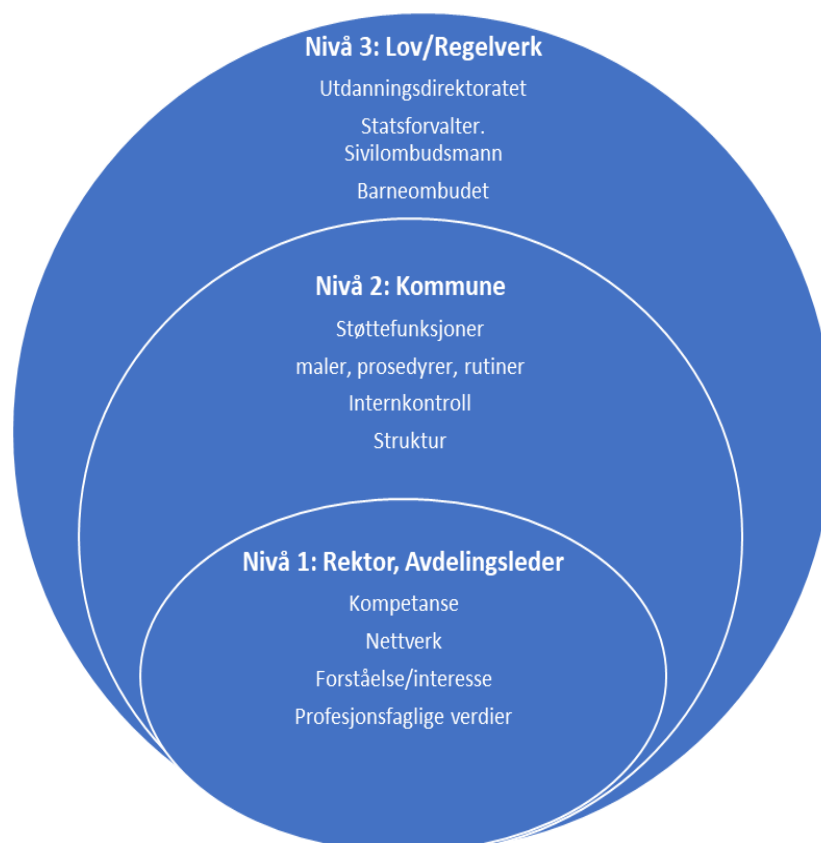 Nivå 3: Lov/Regelverk
Utdanningsdirektoratet
Statsforvalter.
Sivilombudsmann
Barneombudet
Nivå 2: Kommune
Støttefunksjoner
maler, prosedyrer, rutiner
Internkontroll
Struktur
Nivå 1: Rektor, Avdelingsleder
Kompetanse
Nettverk
Forståelse/interesse
Profesjonsfaglige verdier